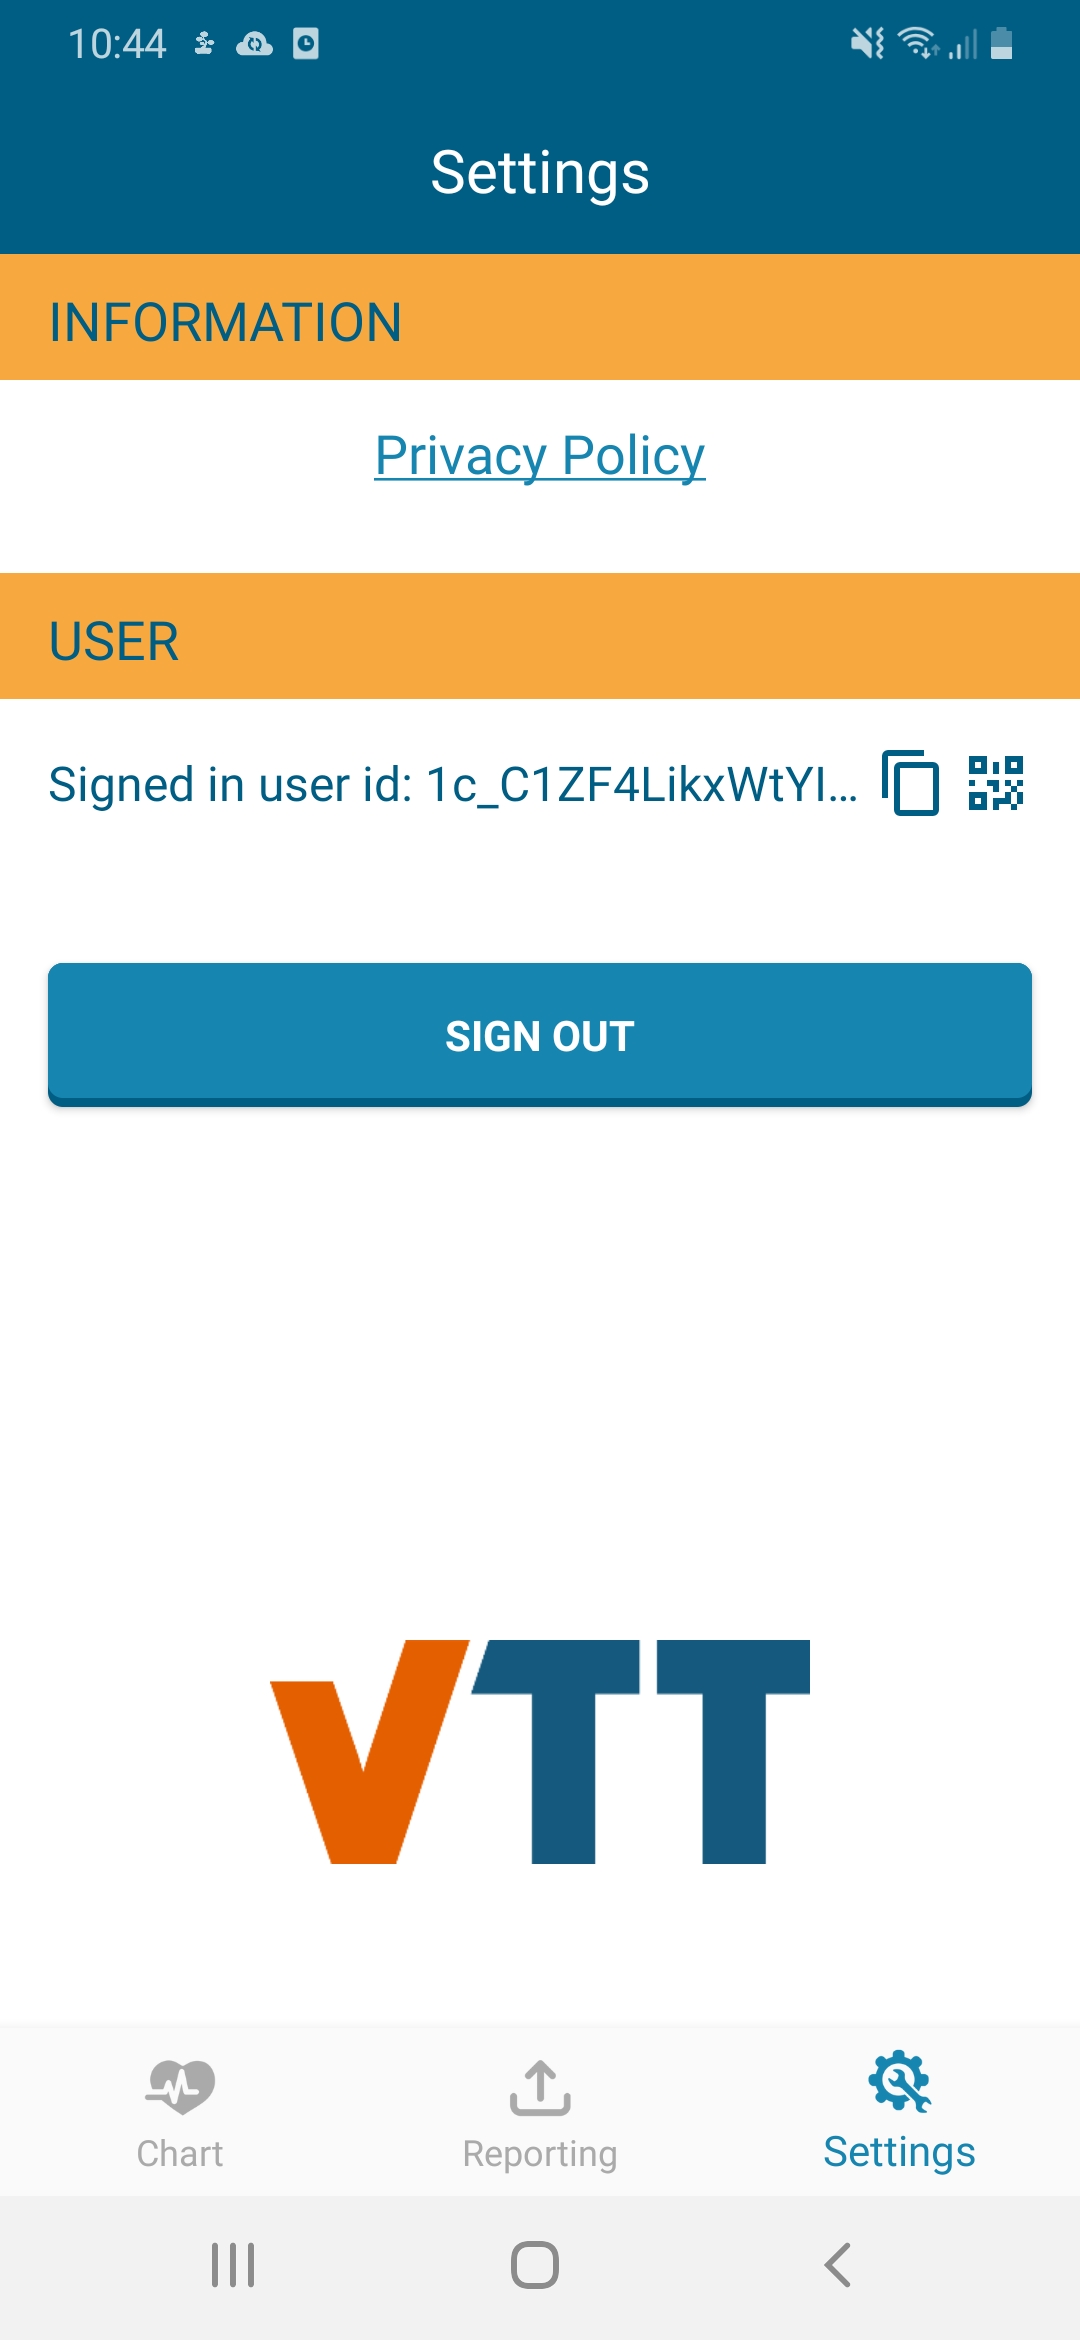 10:44
Settings
INFORMATION
Privacy Policy
USER
Signed in user id: 1c_C1ZF4LikxWtYI...
SIGN OUT
VTT
Chart
Reporting
Settings